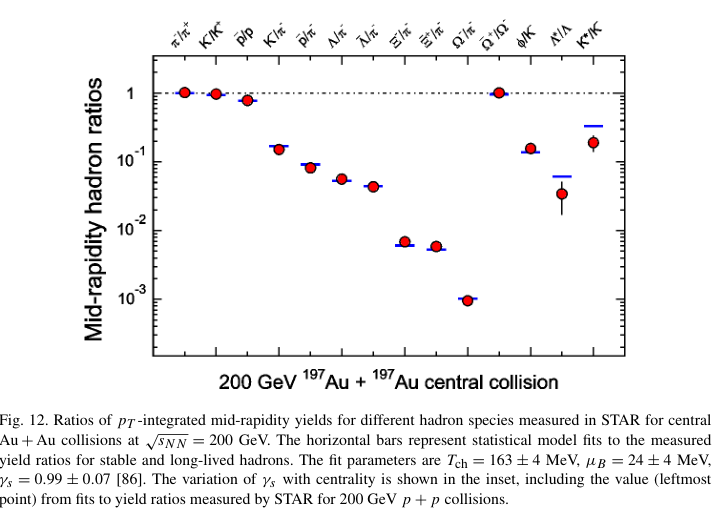 π⁻/π⁺ K⁻/K⁺ p̄/p K⁻/π⁻ p̄/π⁻ Λ/π⁻ Λ̄/π⁻ Ξ⁻/π⁻ Ξ̄⁺/π⁻ Ω⁻/π⁻ Ω̄⁺/Ω⁻ ϕ/K⁻ Λ*/Λ K*/K⁻
Mid-rapidity hadron ratios
1
10⁻¹
10⁻²
10⁻³
200 GeV ¹⁹⁷Au + ¹⁹⁷Au central collision
Fig. 12. Ratios of p_T-integrated mid-rapidity yields for different hadron species measured in STAR for central
Au + Au collisions at √s_NN = 200 GeV. The horizontal bars represent statistical model fits to the measured
yield ratios for stable and long-lived hadrons. The fit parameters are T_ch = 163 ± 4 MeV, μ_B = 24 ± 4 MeV,
γ_s = 0.99 ± 0.07 [86]. The variation of γ_s with centrality is shown in the inset, including the value (leftmost
point) from fits to yield ratios measured by STAR for 200 GeV p + p collisions.